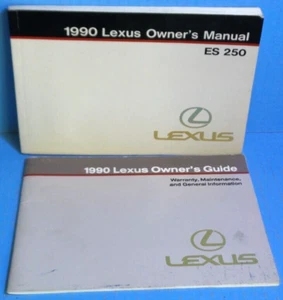 1990 Lexus Owner's Manual
ES 250
LEXUS
1990 Lexus Owner's Guide
Warranty, Maintenance,
and General Information
LEXUS